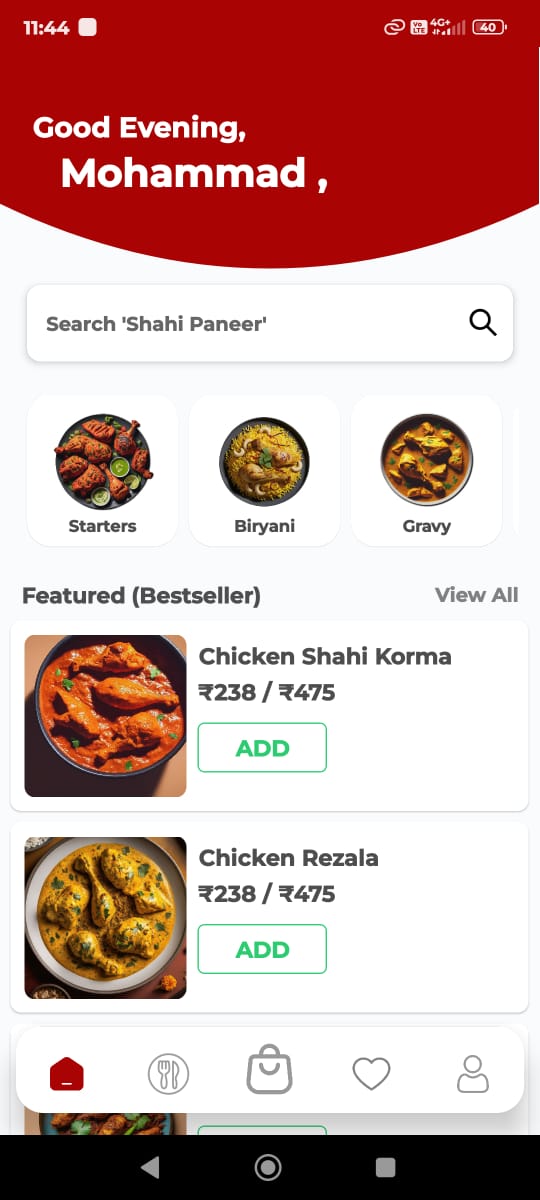 11:44
Vo LTE 4G+ 40
Good Evening,
Mohammad ,
Search 'Shahi Paneer'
Starters
Biryani
Gravy
Featured (Bestseller)
View All
Chicken Shahi Korma
₹238 / ₹475
ADD
Chicken Rezala
₹238 / ₹475
ADD